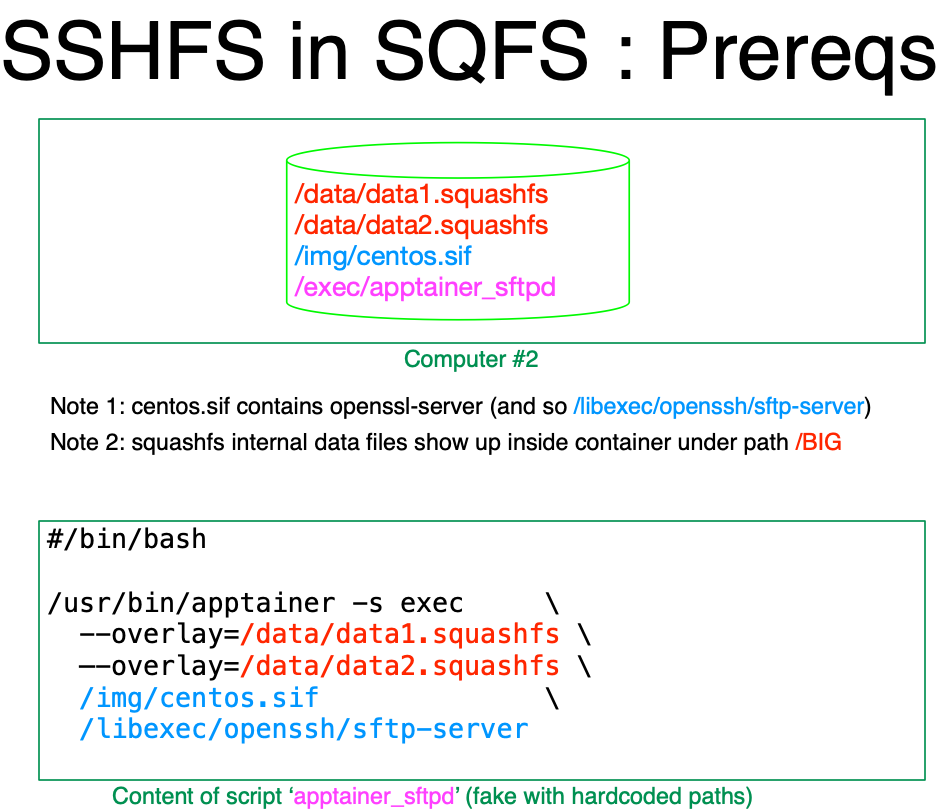 SSHFS in SQFS : Prereqs
/data/data1.squashfs
/data/data2.squashfs
/img/centos.sif
/exec/apptainer_sftpd
Computer #2
Note 1: centos.sif contains openssl-server (and so /libexec/openssh/sftp-server)
Note 2: squashfs internal data files show up inside container under path /BIG
#/bin/bash
/usr/bin/apptainer -s exec \
--overlay=/data/data1.squashfs \
--overlay=/data/data2.squashfs \
/img/centos.sif \
/libexec/openssh/sftp-server
Content of script ‘apptainer_sftpd’ (fake with hardcoded paths)